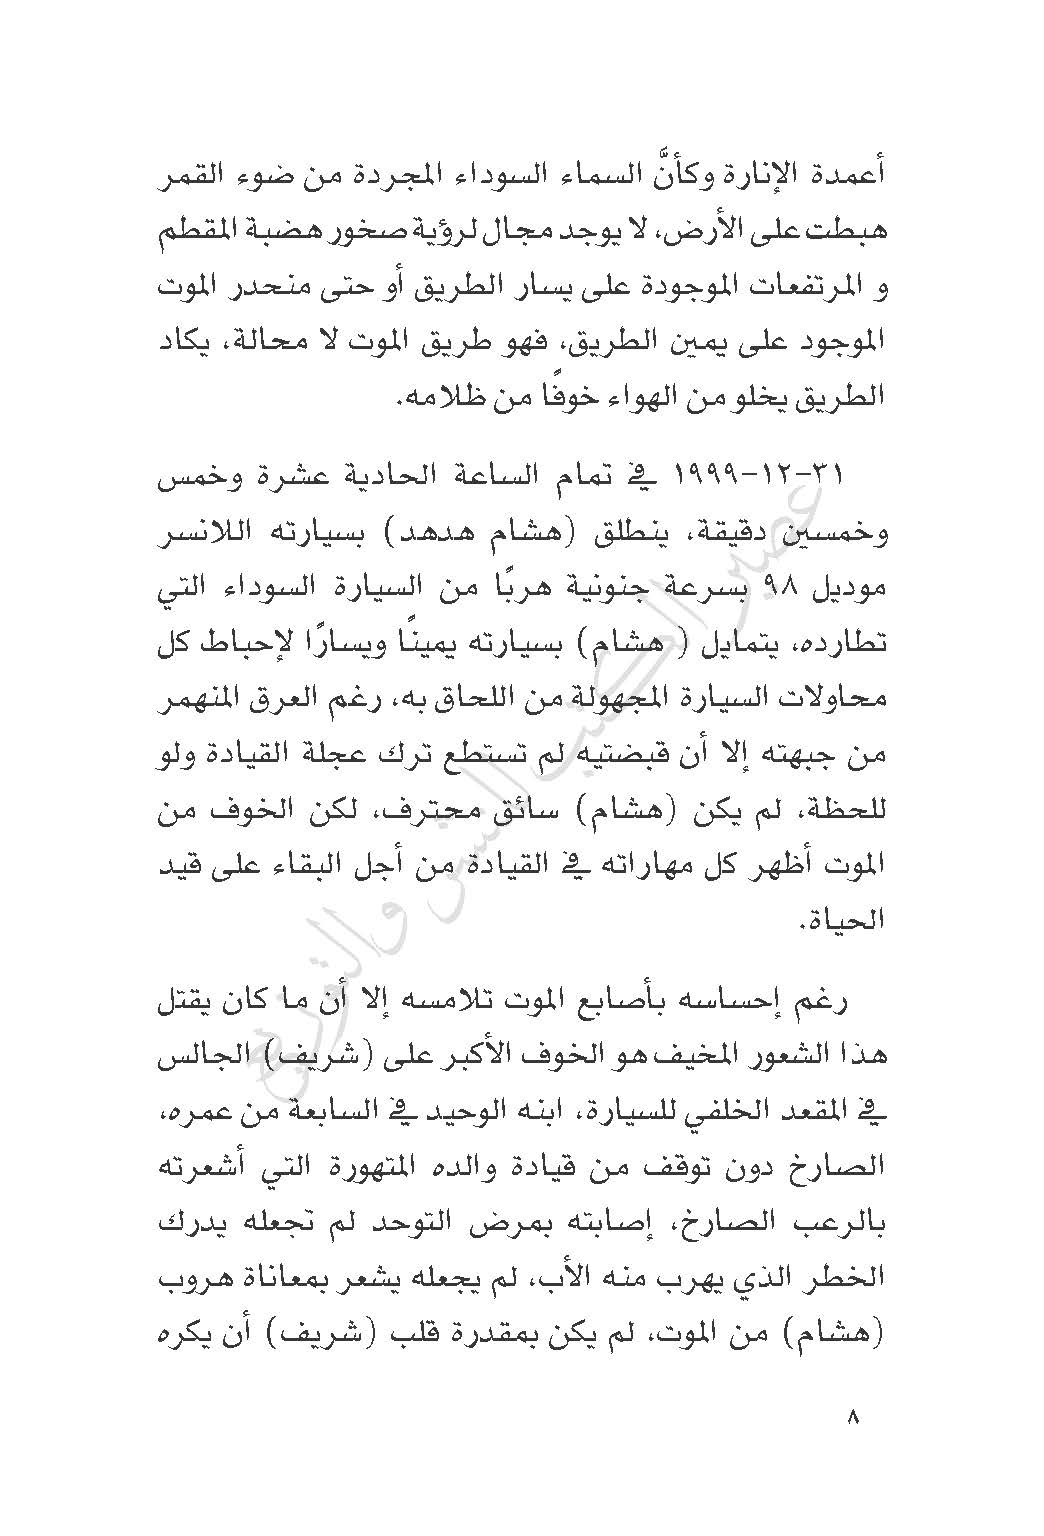 أعمدة الإنارة وكأنَّ السماء السوداء المجردة من ضوء القمر
هبطت على الأرض، لا يوجد مجال لرؤية صخور هضبة المقطم
و المرتفعات الموجودة على يسار الطريق أو حتى منحدر الموت
الموجود على يمين الطريق، فهو طريق الموت لا محالة، يكاد
الطريق يخلو من الهواء خوفًا من ظلامه.
٣١-١٢-١٩٩٩ في تمام الساعة الحادية عشرة وخمس
وخمسين دقيقة، ينطلق (هشام هدهد) بسيارته اللانسر
موديل ٩٨ بسرعة جنونية هربًا من السيارة السوداء التي
تطارده، يتمايل ( هشام) بسيارته يمينًا ويسارًا لإحباط كل
محاولات السيارة المجهولة من اللحاق به، رغم العرق المنهمر
من جبهته إلا أن قبضتيه لم تستطع ترك عجلة القيادة ولو
للحظة، لم يكن (هشام) سائق محترف، لكن الخوف من
الموت أظهر كل مهاراته في القيادة من أجل البقاء على قيد
الحياة.
رغم إحساسه بأصابع الموت تلامسه إلا أن ما كان يقتل
هذا الشعور المخيف هو الخوف الأكبر على (شريف) الجالس
في المقعد الخلفي للسيارة، ابنه الوحيد في السابعة من عمره،
الصارخ دون توقف من قيادة والده المتهورة التي أشعرته
بالرعب الصارخ، إصابته بمرض التوحد لم تجعله يدرك
الخطر الذي يهرب منه الأب، لم يجعله يشعر بمعاناة هروب
(هشام) من الموت، لم يكن بمقدرة قلب (شريف) أن يكره
٨
عصير الكتب للنشر والتوزيع